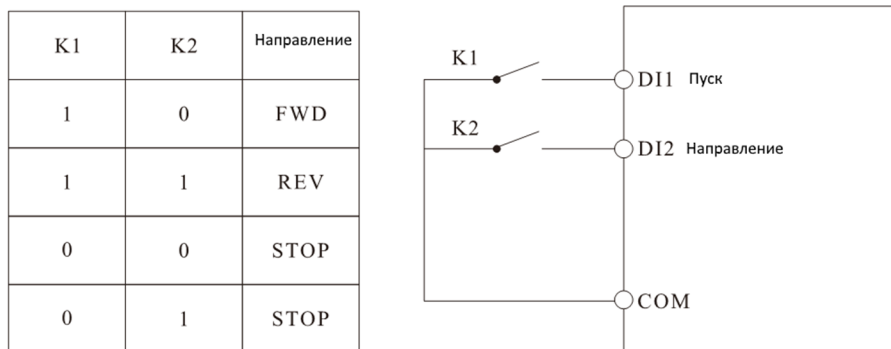 K1 K2 Направление
1 0 FWD
1 1 REV
0 0 STOP
0 1 STOP
K1
DI1 Пуск
K2
DI2 Направление
COM